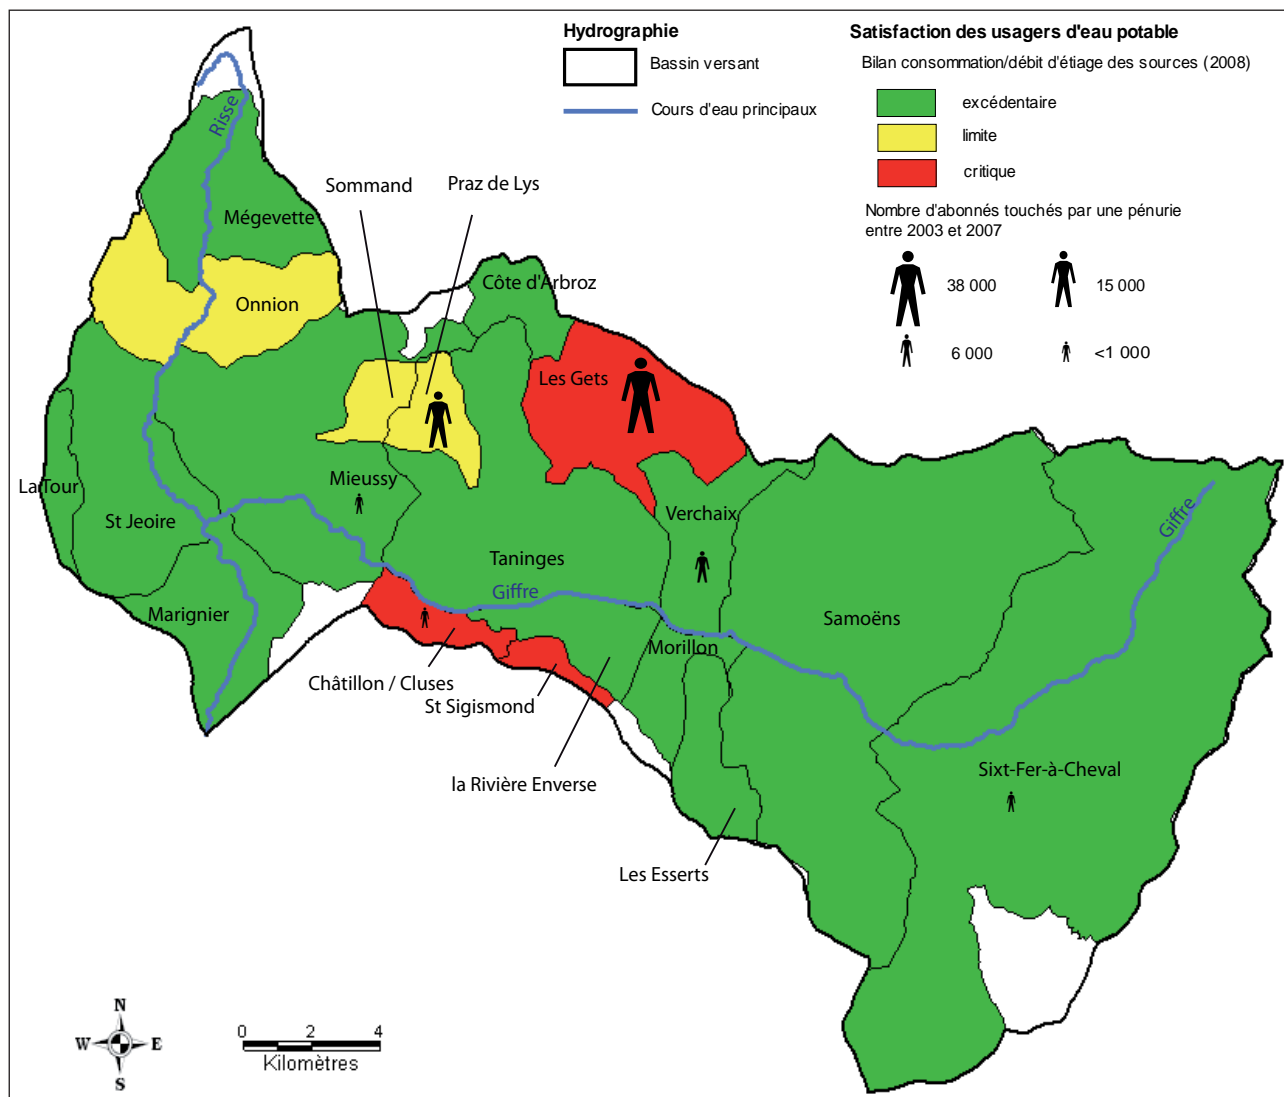 Hydrographie
Bassin versant
Cours d'eau principaux
Satisfaction des usagers d'eau potable
Bilan consommation/débit d'étiage des sources (2008)
excédentaire
limite
critique
Nombre d'abonnés touchés par une pénurie
entre 2003 et 2007
38 000
15 000
6 000
<1 000
Risse
Sommand
Praz de Lys
Mégevette
Onnion
Côte d'Arbroz
Les Gets
La Tour
St Jeoire
Mieussy
Verchaix
Giffre
Taninges
Giffre
Marignier
Samoëns
Morillon
Châtillon / Cluses
St Sigismond
la Rivière Enverse
Sixt-Fer-à-Cheval
Les Esserts
N
W E
S
0 2 4
Kilomètres